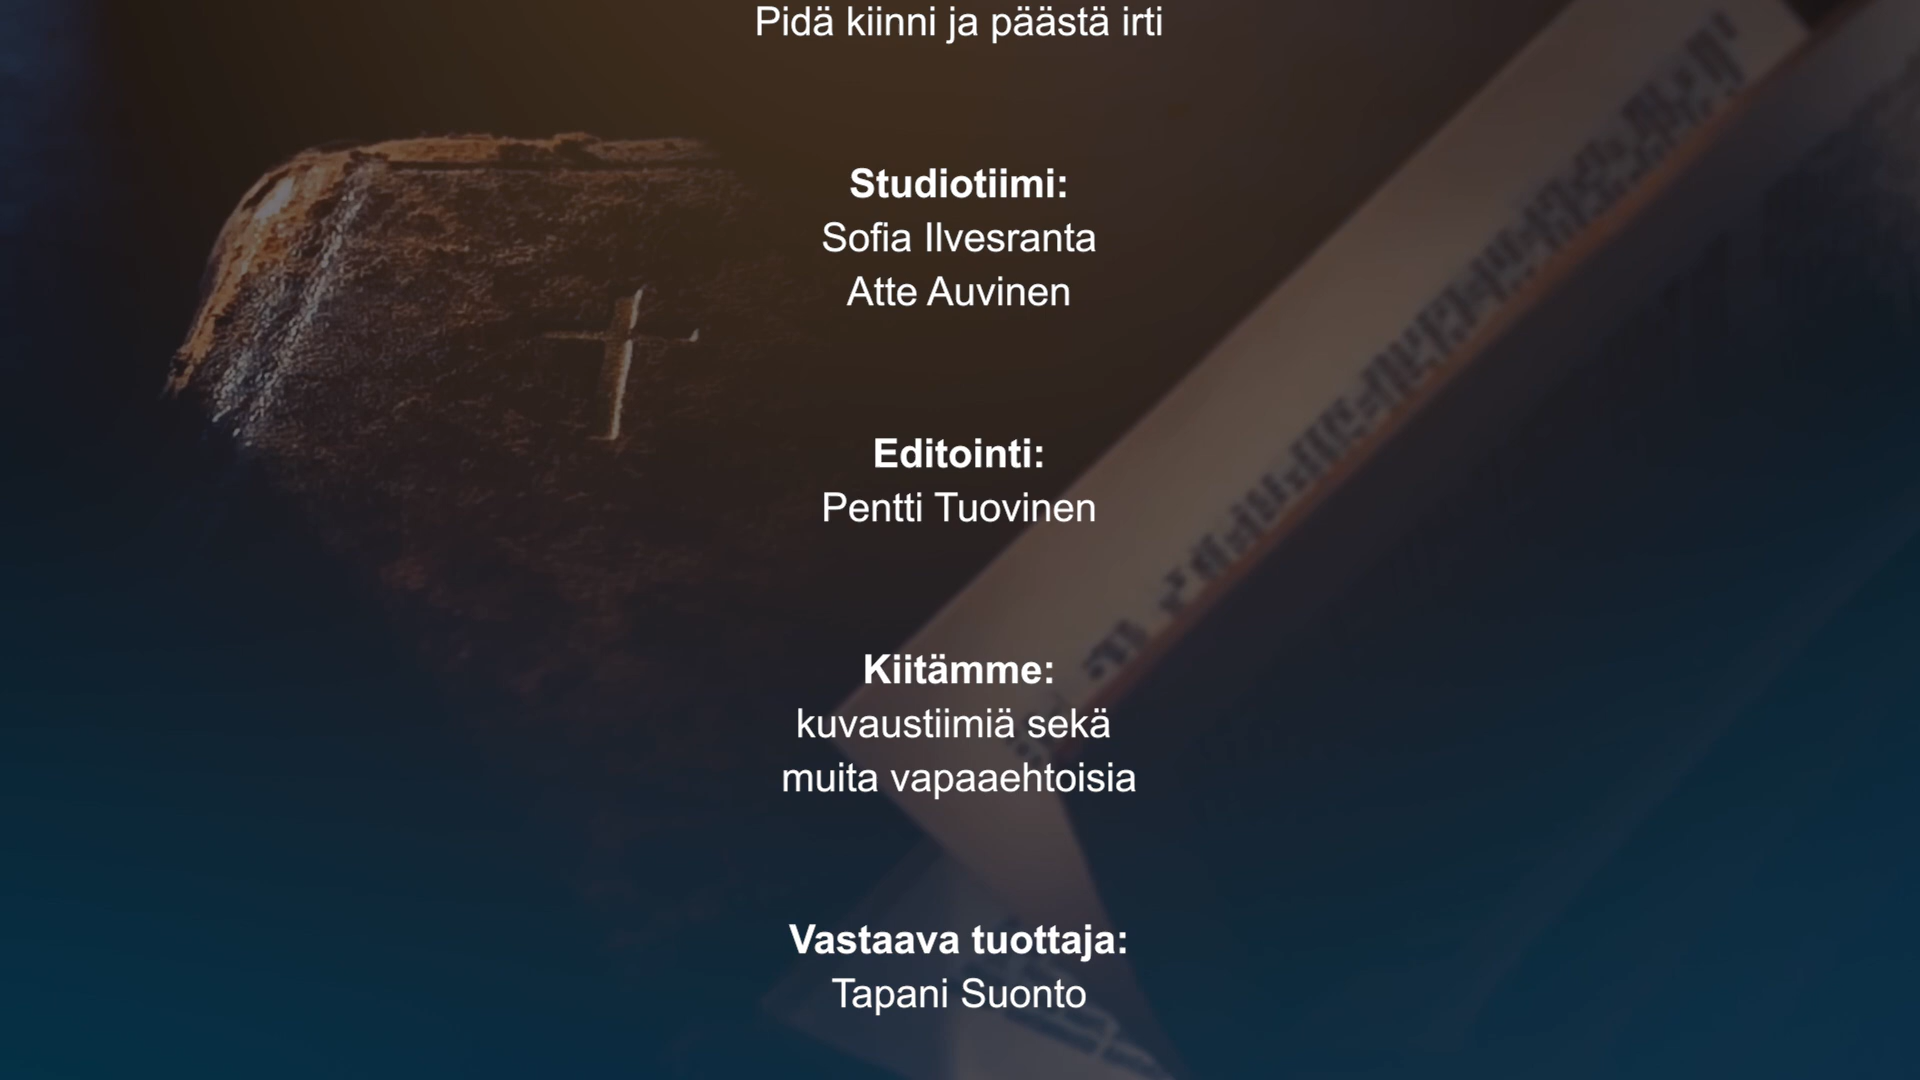 Pidä kiinni ja päästä irti
Studiotiimi:
Sofia Ilvesranta
Atte Auvinen
Editointi:
Pentti Tuovinen
Kiitämme:
kuvaustiimiä sekä
muita vapaaehtoisia
Vastaava tuottaja:
Tapani Suonto